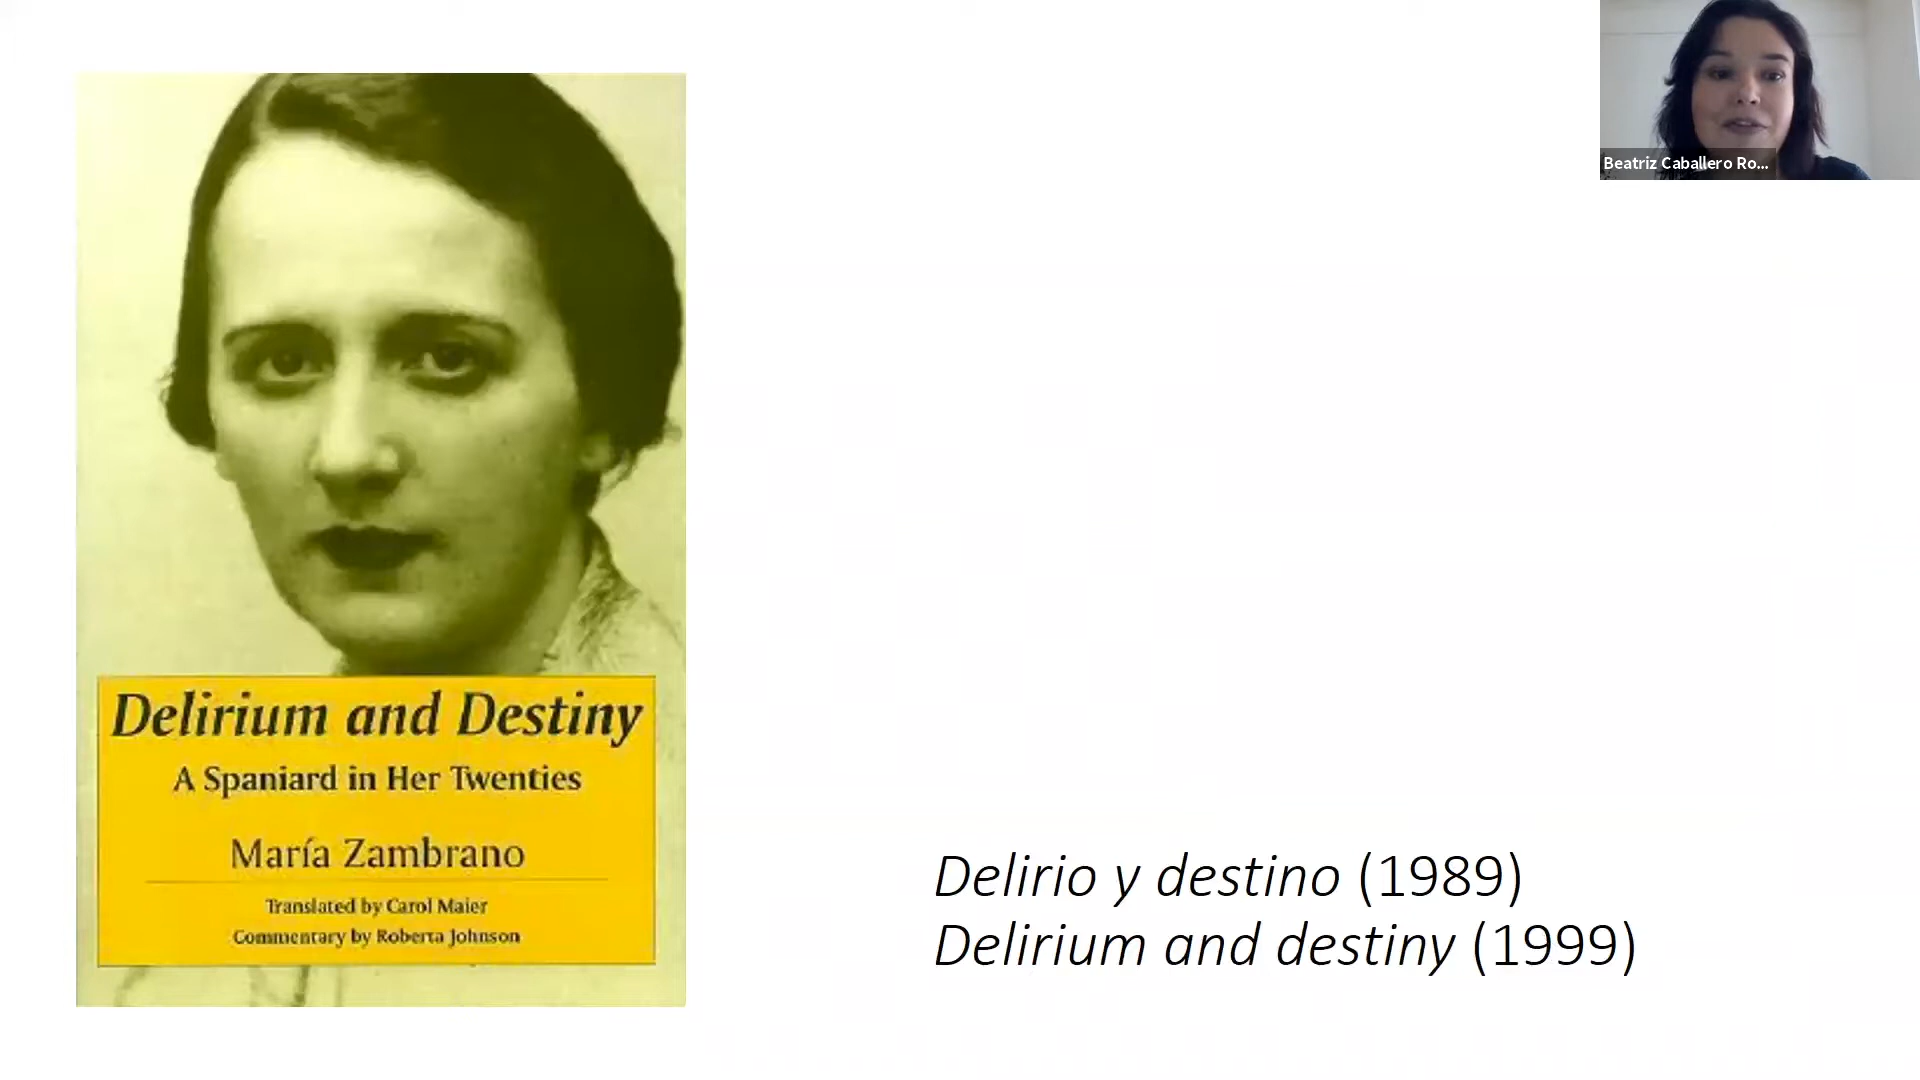 Beatriz Caballero Ro...
Delirium and Destiny
A Spaniard in Her Twenties
María Zambrano
Translated by Carol Maier
Commentary by Roberta Johnson
Delirio y destino (1989)
Delirium and destiny (1999)